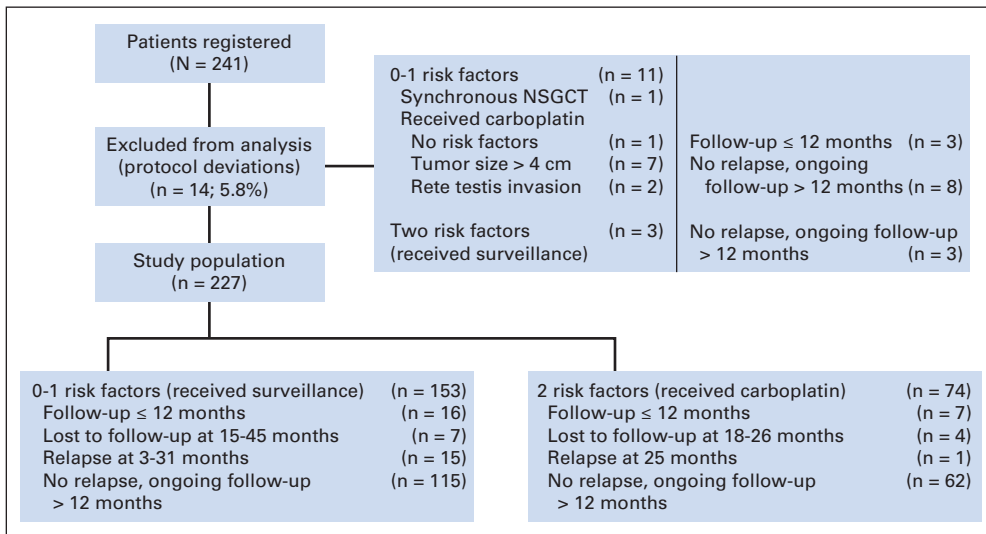 Patients registered
(N = 241)
Excluded from analysis
(protocol deviations)
(n = 14; 5.8%)
Study population
(n = 227)
0-1 risk factors (n = 11)
Synchronous NSGCT (n = 1)
Received carboplatin
No risk factors (n = 1)
Tumor size > 4 cm (n = 7)
Rete testis invasion (n = 2)
Two risk factors (n = 3)
(received surveillance)
Follow-up ≤ 12 months (n = 3)
No relapse, ongoing
follow-up > 12 months (n = 8)
No relapse, ongoing follow-up
> 12 months (n = 3)
0-1 risk factors (received surveillance) (n = 153)
Follow-up ≤ 12 months (n = 16)
Lost to follow-up at 15-45 months (n = 7)
Relapse at 3-31 months (n = 15)
No relapse, ongoing follow-up (n = 115)
> 12 months
2 risk factors (received carboplatin) (n = 74)
Follow-up ≤ 12 months (n = 7)
Lost to follow-up at 18-26 months (n = 4)
Relapse at 25 months (n = 1)
No relapse, ongoing follow-up (n = 62)
> 12 months